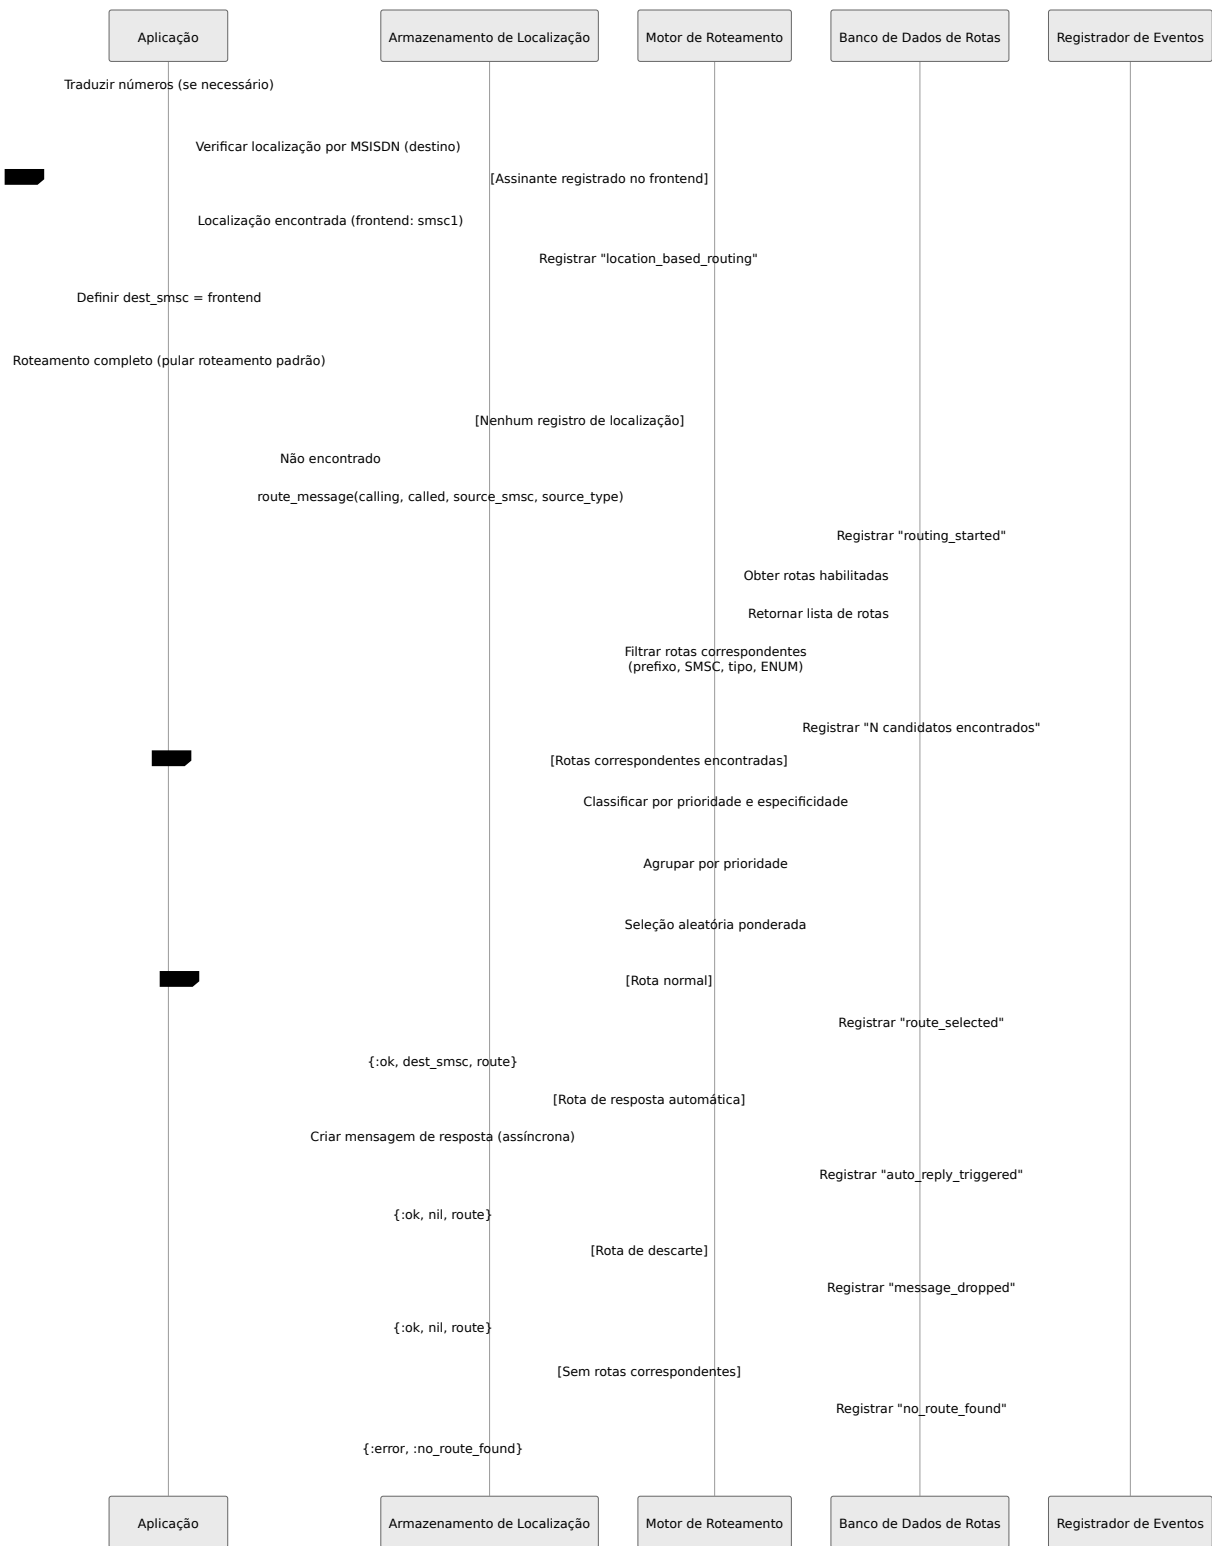 Aplicação
Armazenamento de Localização
Motor de Roteamento
Banco de Dados de Rotas
Registrador de Eventos
Traduzir números (se necessário)
Verificar localização por MSISDN (destino)
[Assinante registrado no frontend]
Localização encontrada (frontend: smsc1)
Registrar "location_based_routing"
Definir dest_smsc = frontend
Roteamento completo (pular roteamento padrão)
[Nenhum registro de localização]
Não encontrado
route_message(calling, called, source_smsc, source_type)
Registrar "routing_started"
Obter rotas habilitadas
Retornar lista de rotas
Filtrar rotas correspondentes
(prefixo, SMSC, tipo, ENUM)
Registrar "N candidatos encontrados"
[Rotas correspondentes encontradas]
Classificar por prioridade e especificidade
Agrupar por prioridade
Seleção aleatória ponderada
[Rota normal]
Registrar "route_selected"
{:ok, dest_smsc, route}
[Rota de resposta automática]
Criar mensagem de resposta (assíncrona)
Registrar "auto_reply_triggered"
{:ok, nil, route}
[Rota de descarte]
Registrar "message_dropped"
{:ok, nil, route}
[Sem rotas correspondentes]
Registrar "no_route_found"
{:error, :no_route_found}
Aplicação
Armazenamento de Localização
Motor de Roteamento
Banco de Dados de Rotas
Registrador de Eventos